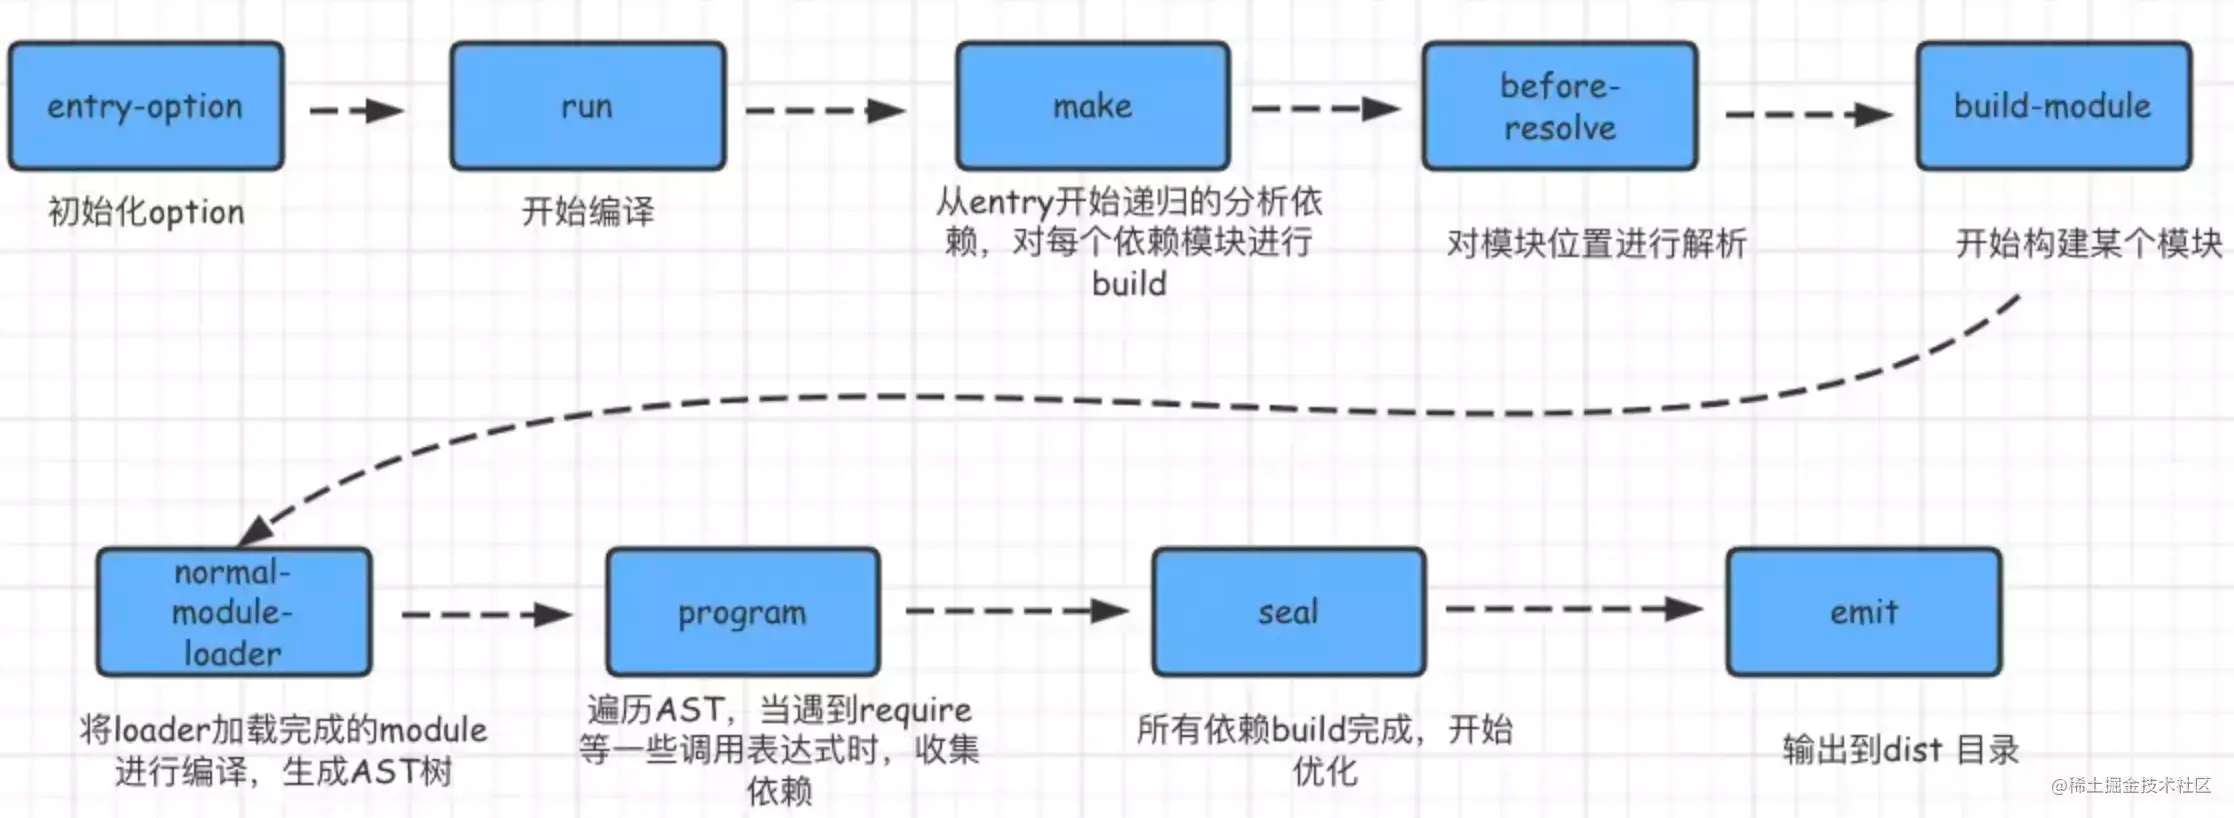 entry-option
run
make
before-
resolve
build-module
初始化option
开始编译
从entry开始递归的分析依
赖，对每个依赖模块进行
build
对模块位置进行解析
开始构建某个模块
normal-
module-
loader
program
seal
emit
将loader加载完成的module
进行编译，生成AST树
遍历AST，当遇到require
等一些调用表达式时，收集
依赖
所有依赖build完成，开始
优化
输出到dist 目录
@稀土掘金技术社区